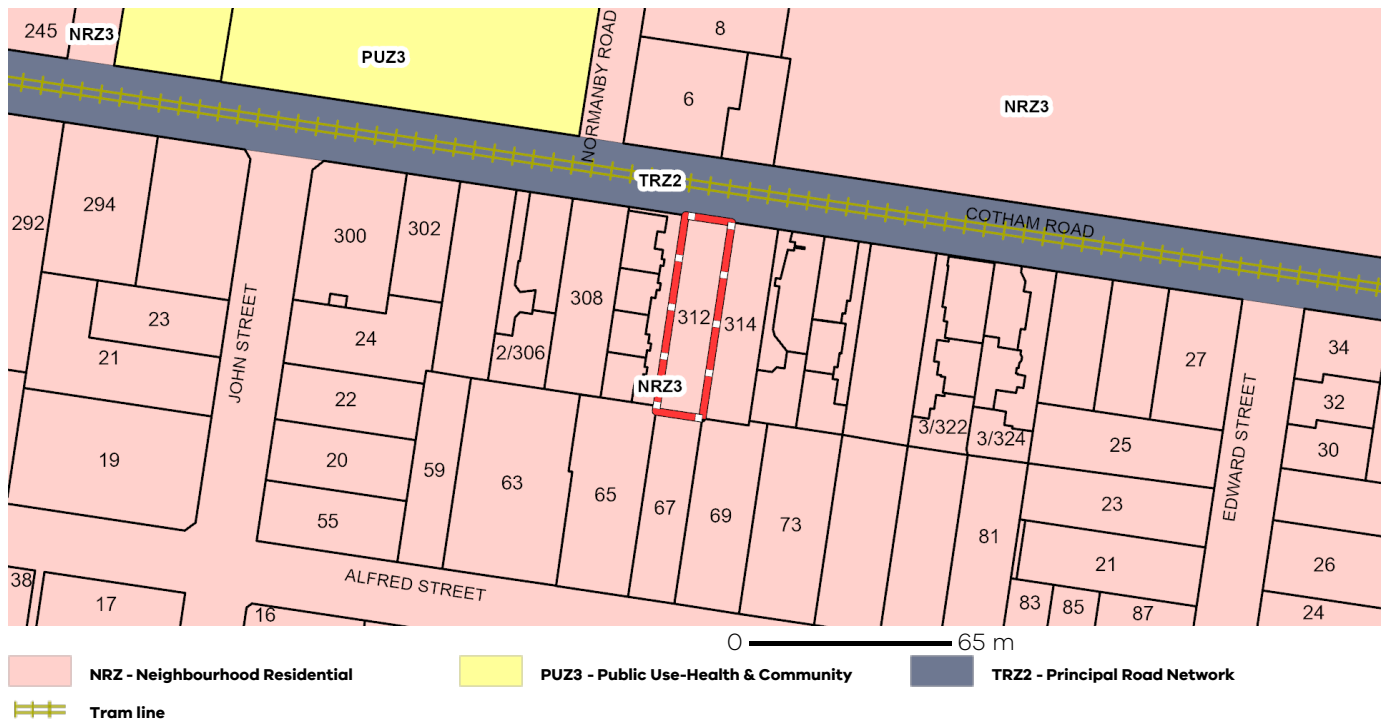 245
NRZ3
PUZ3
NORMANBY ROAD
8
6
NRZ3
TRZ2
COTHAM ROAD
292
294
300
302
308
312
314
2/306
NRZ3
23
21
19
JOHN STREET
24
22
20
55
59
63
65
67
69
73
3/322
3/324
81
27
25
23
21
83
85
87
EDWARD STREET
34
32
30
26
24
ALFRED STREET
38
17
16
0 65 m
NRZ - Neighbourhood Residential
PUZ3 - Public Use-Health & Community
TRZ2 - Principal Road Network
Tram line